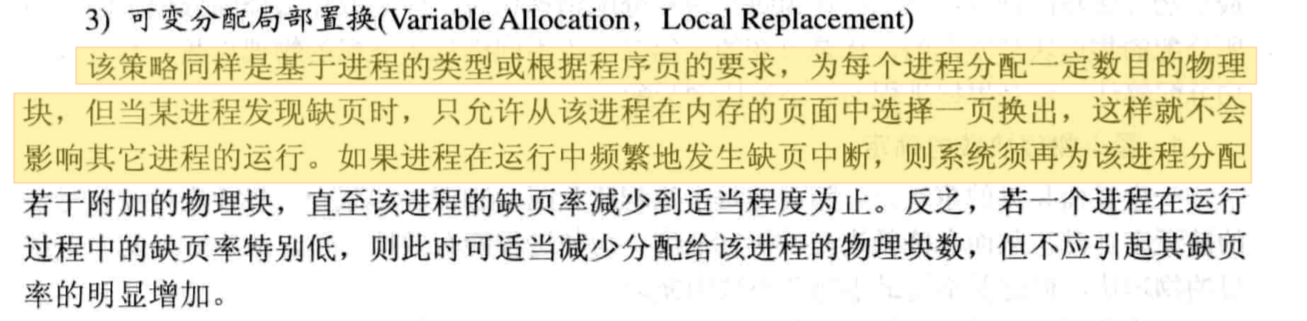 3) 可变分配局部置换(Variable Allocation，Local Replacement)
该策略同样是基于进程的类型或根据程序员的要求，为每个进程分配一定数目的物理
块，但当某进程发现缺页时，只允许从该进程在内存的页面中选择一页换出，这样就不会
影响其它进程的运行。如果进程在运行中频繁地发生缺页中断，则系统须再为该进程分配
若干附加的物理块，直至该进程的缺页率减少到适当程度为止。反之，若一个进程在运行
过程中的缺页率特别低，则此时可适当减少分配给该进程的物理块数，但不应引起其缺页
率的明显增加。